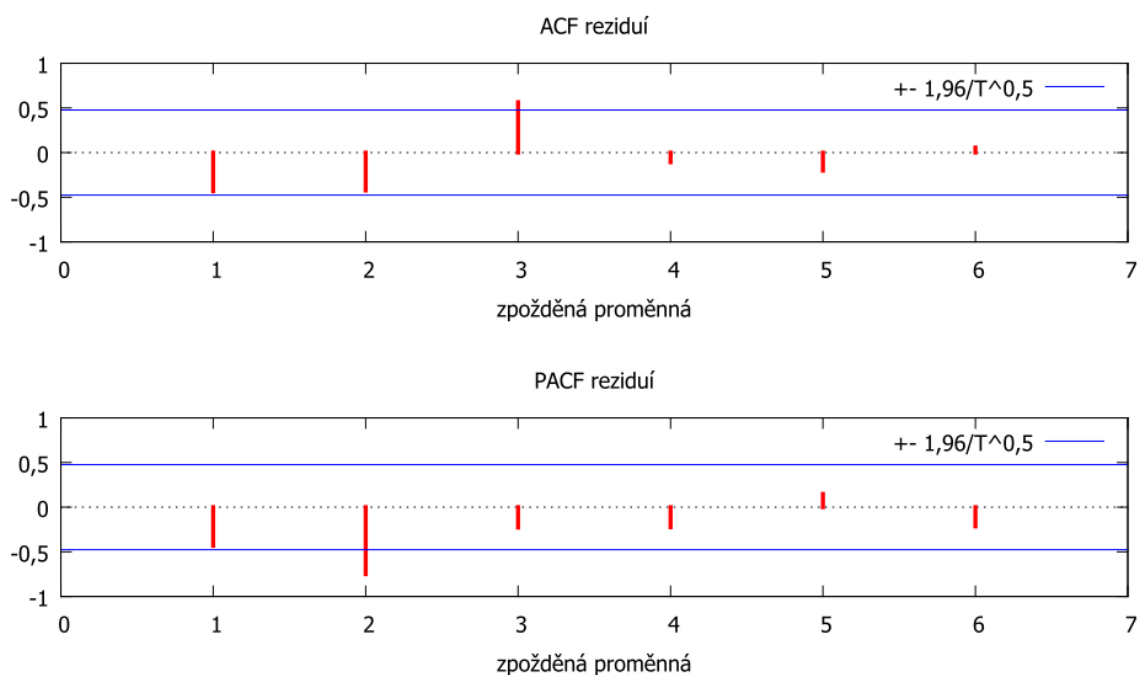 ACF reziduí
1
0,5
0
-0,5
-1
+- 1,96/T^0,5
0 1 2 3 4 5 6 7
zpožděná proměnná
PACF reziduí
1
0,5
0
-0,5
-1
+- 1,96/T^0,5
0 1 2 3 4 5 6 7
zpožděná proměnná